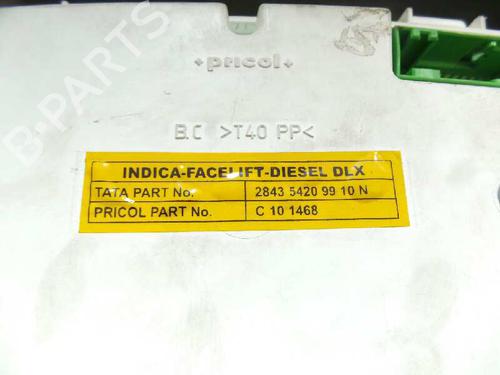 +pricol+
B.C >T40 PP<
INDICA-FACELIFT-DIESEL DLX
TATA PART No. 2843 5420 99 10 N
PRICOL PART No. C 10 1468
B-PARTS